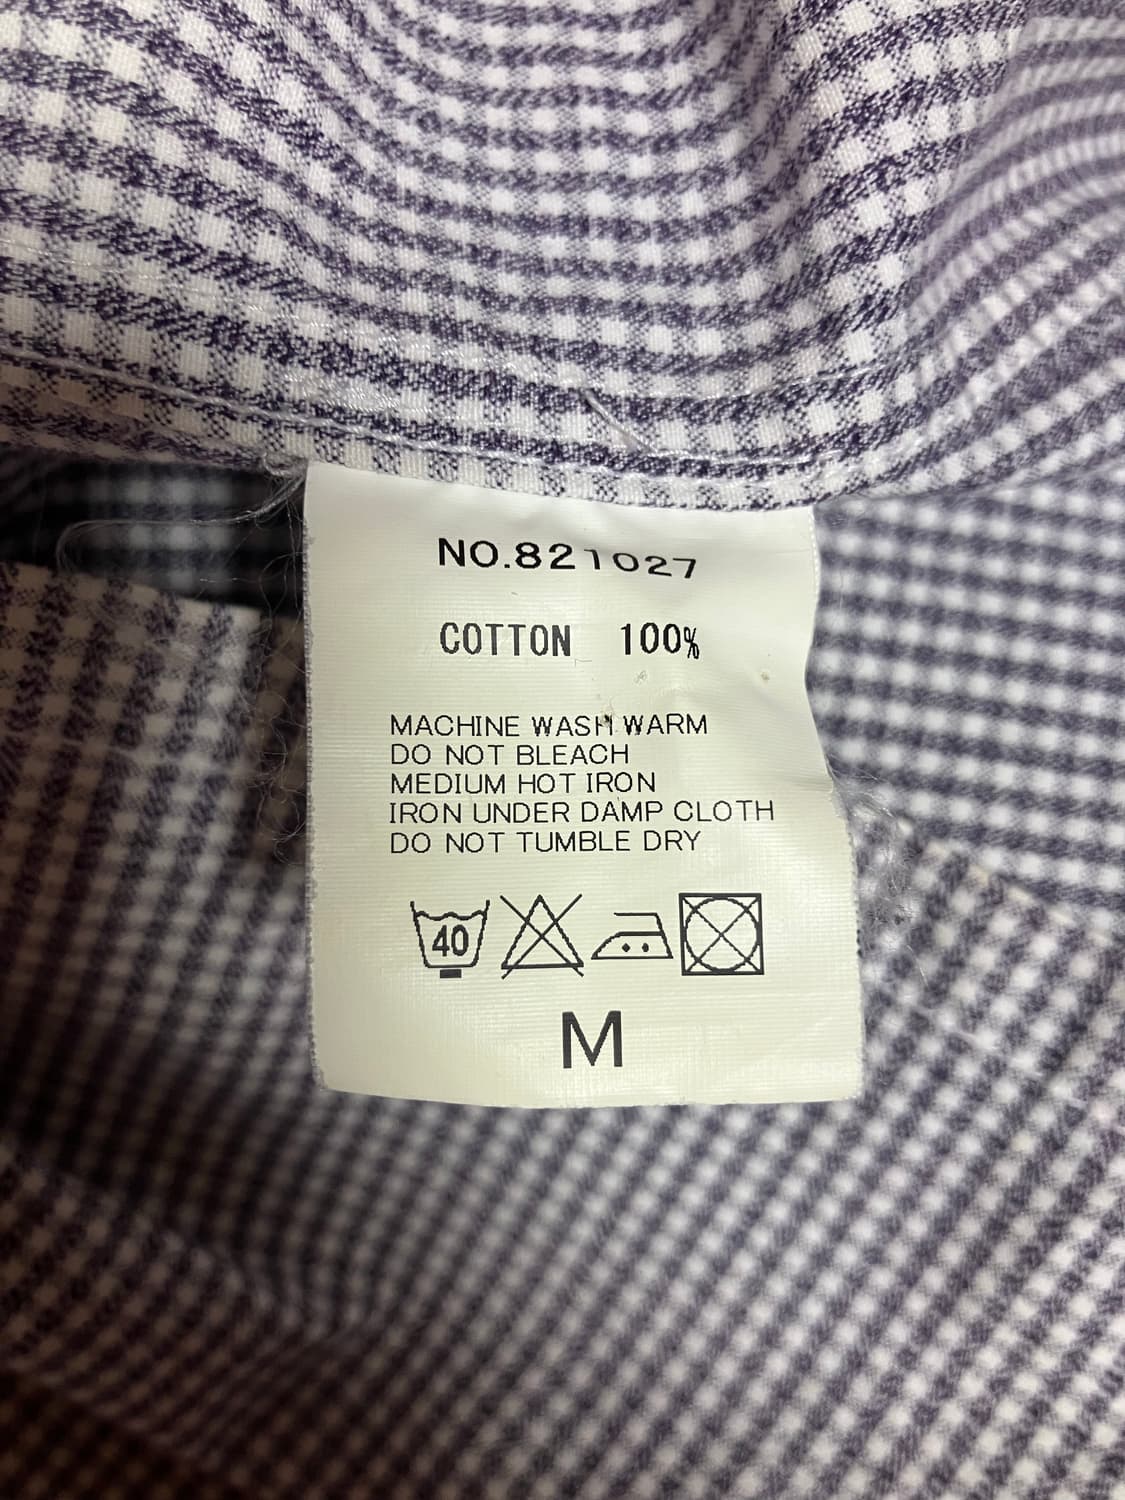 NO.821027
COTTON 100%
MACHINE WASH WARM
DO NOT BLEACH
MEDIUM HOT IRON
IRON UNDER DAMP CLOTH
DO NOT TUMBLE DRY
40
M